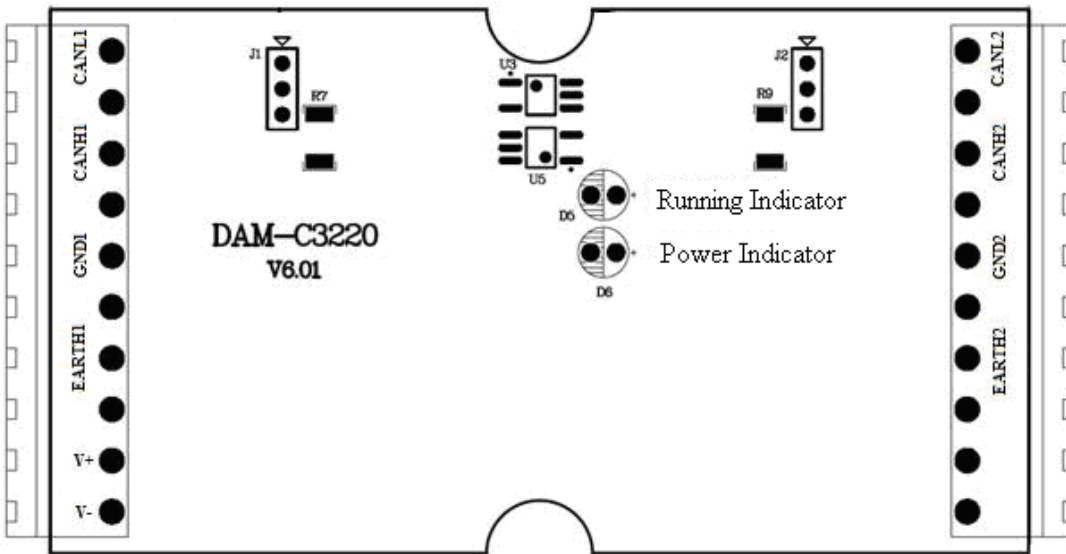 CANL1
CANH1
GND1
EARTH1
V+
V-
J1
R7
DAM-C3220
V6.01
U3
U5
D5
Running Indicator
Power Indicator
D6
J2
R9
CANL2
CANH2
GND2
EARTH2